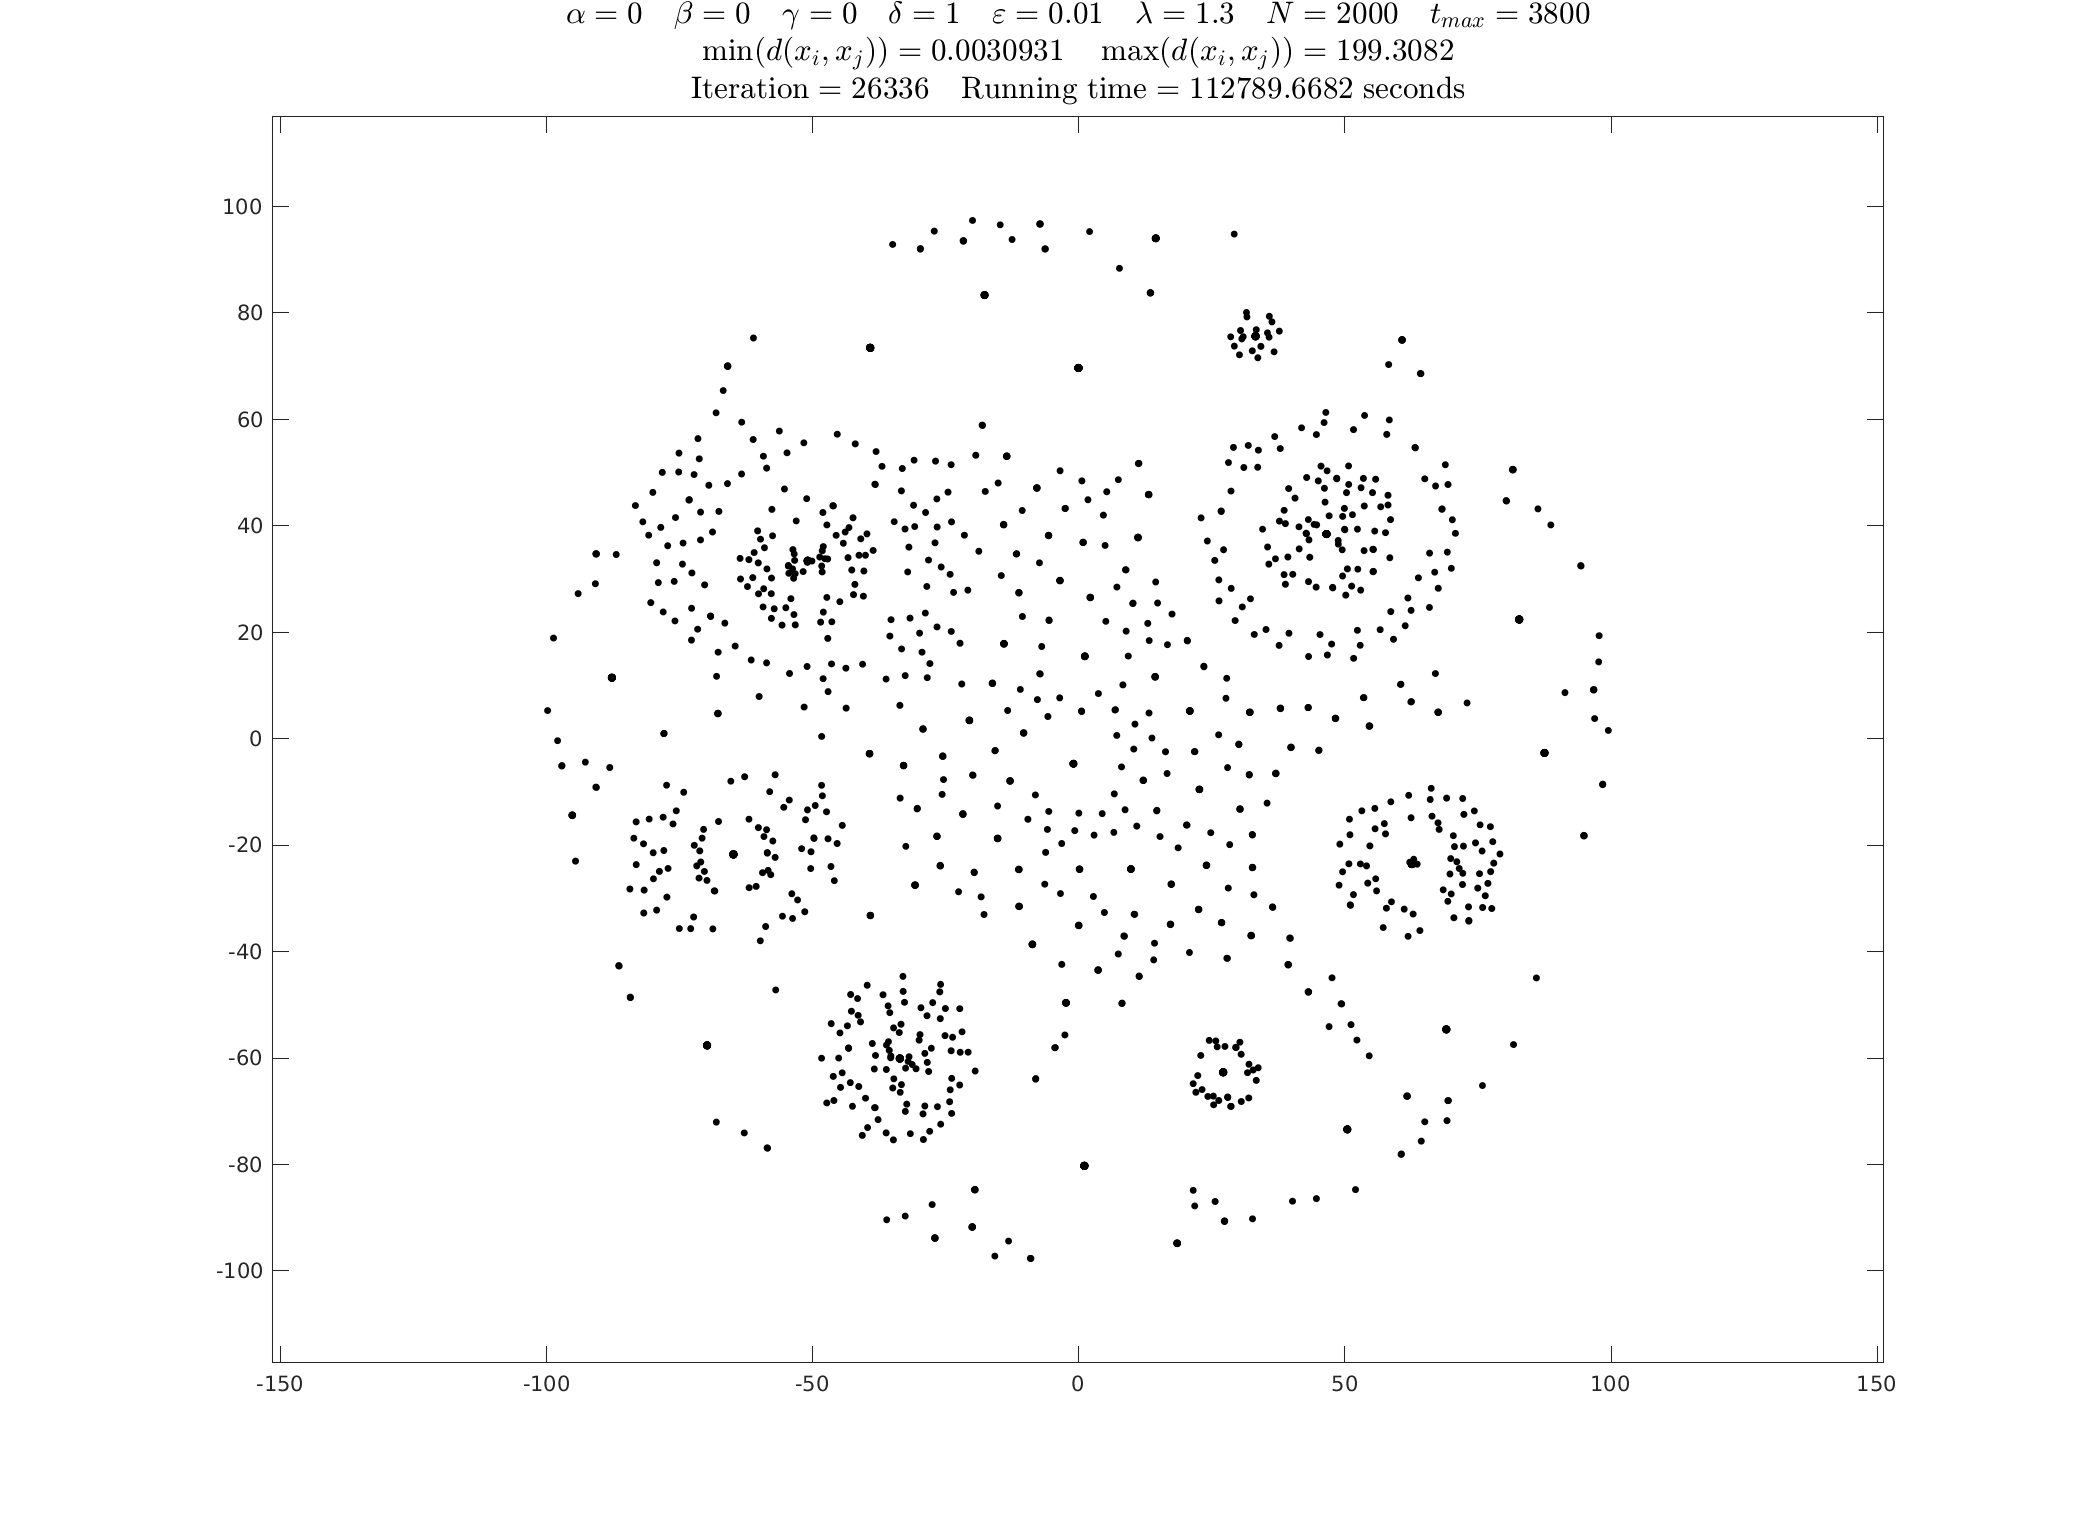 α = 0 β = 0 γ = 0 δ = 1 ε = 0.01 λ = 1.3 N = 2000 t_max = 3800
min(d(x_i, x_j)) = 0.0030931 max(d(x_i, x_j)) = 199.3082
Iteration = 26336 Running time = 112789.6682 seconds
100
80
60
40
20
0
-20
-40
-60
-80
-100
-150 -100 -50 0 50 100 150